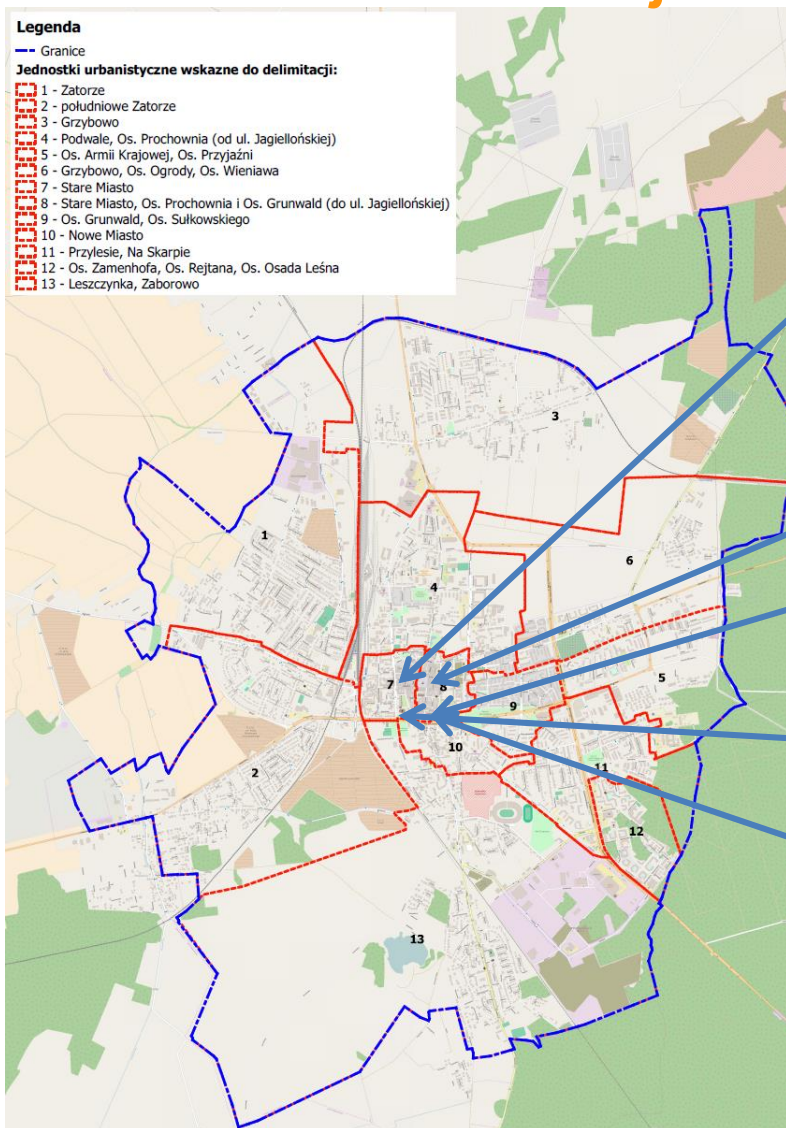 Legenda
Granice
Jednostki urbanistyczne wskazne do delimitacji:
1 - Zatorze
2 - południowe Zatorze
3 - Grzybowo
4 - Podwale, Os. Prochownia (od ul. Jagiellońskiej)
5 - Os. Armii Krajowej, Os. Przyjaźni
6 - Grzybowo, Os. Ogrody, Os. Wieniawa
7 - Stare Miasto
8 - Stare Miasto, Os. Prochownia i Os. Grunwald (do ul. Jagiellońskiej)
9 - Os. Grunwald, Os. Sułkowskiego
10 - Nowe Miasto
11 - Przylesie, Na Skarpie
12 - Os. Zamenhofa, Os. Rejtana, Os. Osada Leśna
13 - Leszczynka, Zaborowo
3
1
6
4
7
8
5
9
10
2
11
12
13